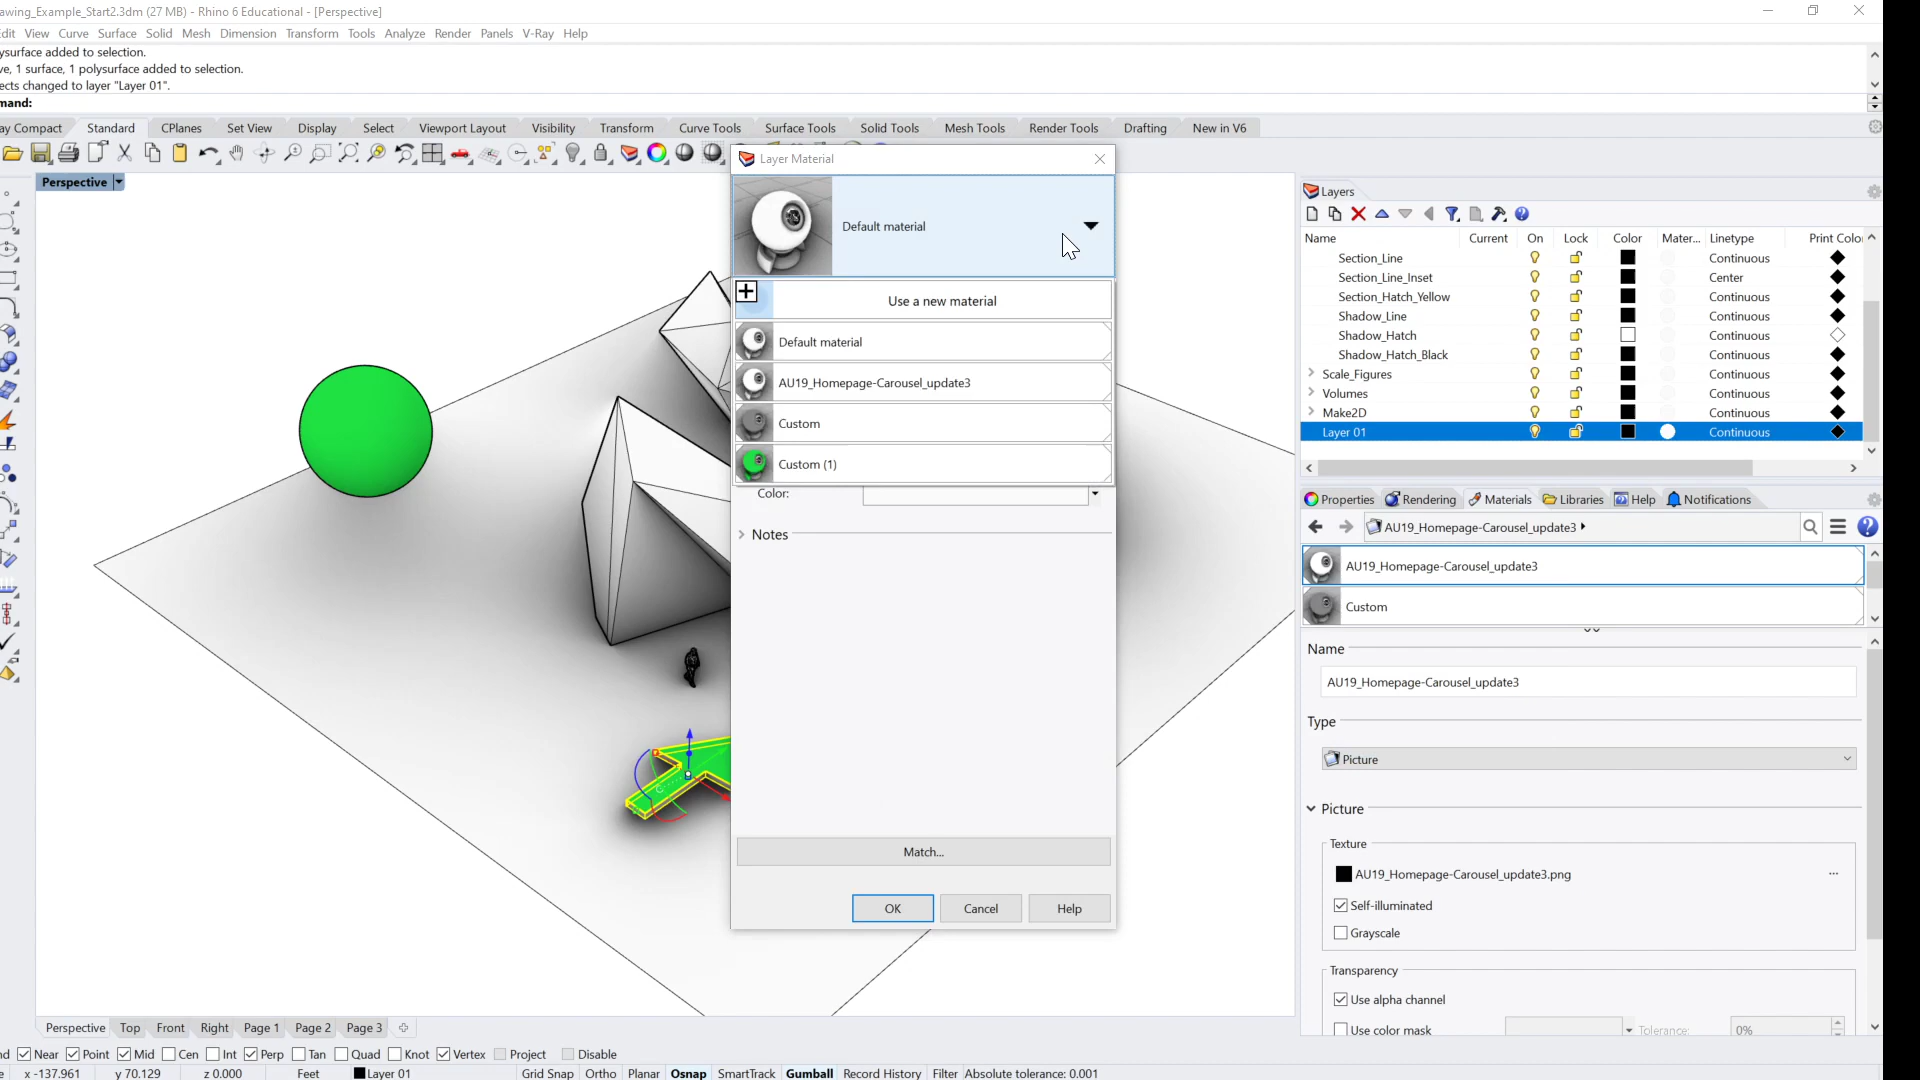 awing_Example_Start2.3dm (27 MB) - Rhino 6 Educational - [Perspective]
dit View Curve Surface Solid Mesh Dimension Transform Tools Analyze Render Panels V-Ray Help
ysurface added to selection.
ve, 1 surface, 1 polysurface added to selection.
ects changed to layer "Layer 01".
mand:
ay Compact Standard CPlanes Set View Display Select Viewport Layout Visibility Transform Curve Tools Surface Tools Solid Tools Mesh Tools Render Tools Drafting New in V6
Perspective
Layer Material
Default material
Use a new material
Default material
AU19_Homepage-Carousel_update3
Custom
Custom (1)
Color:
Notes
Match...
OK Cancel Help
Layers
Name Current On Lock Color Mater... Linetype Print Color
Section_Line Continuous
Section_Line_Inset Center
Section_Hatch_Yellow Continuous
Shadow_Line Continuous
Shadow_Hatch Continuous
Shadow_Hatch_Black Continuous
Scale_Figures Continuous
Volumes Continuous
Make2D Continuous
Layer 01 Continuous
Properties Rendering Materials Libraries Help Notifications
AU19_Homepage-Carousel_update3
AU19_Homepage-Carousel_update3
Custom
Name
AU19_Homepage-Carousel_update3
Type
Picture
Picture
Texture
AU19_Homepage-Carousel_update3.png ...
Self-illuminated
Grayscale
Transparency
Use alpha channel
Use color mask Tolerance: 0%
Perspective Top Front Right Page 1 Page 2 Page 3
nd Near Point Mid Cen Int Perp Tan Quad Knot Vertex Project Disable
e x -137.961 y 70.129 z 0.000 Feet Layer 01 Grid Snap Ortho Planar Osnap SmartTrack Gumball Record History Filter Absolute tolerance: 0.001